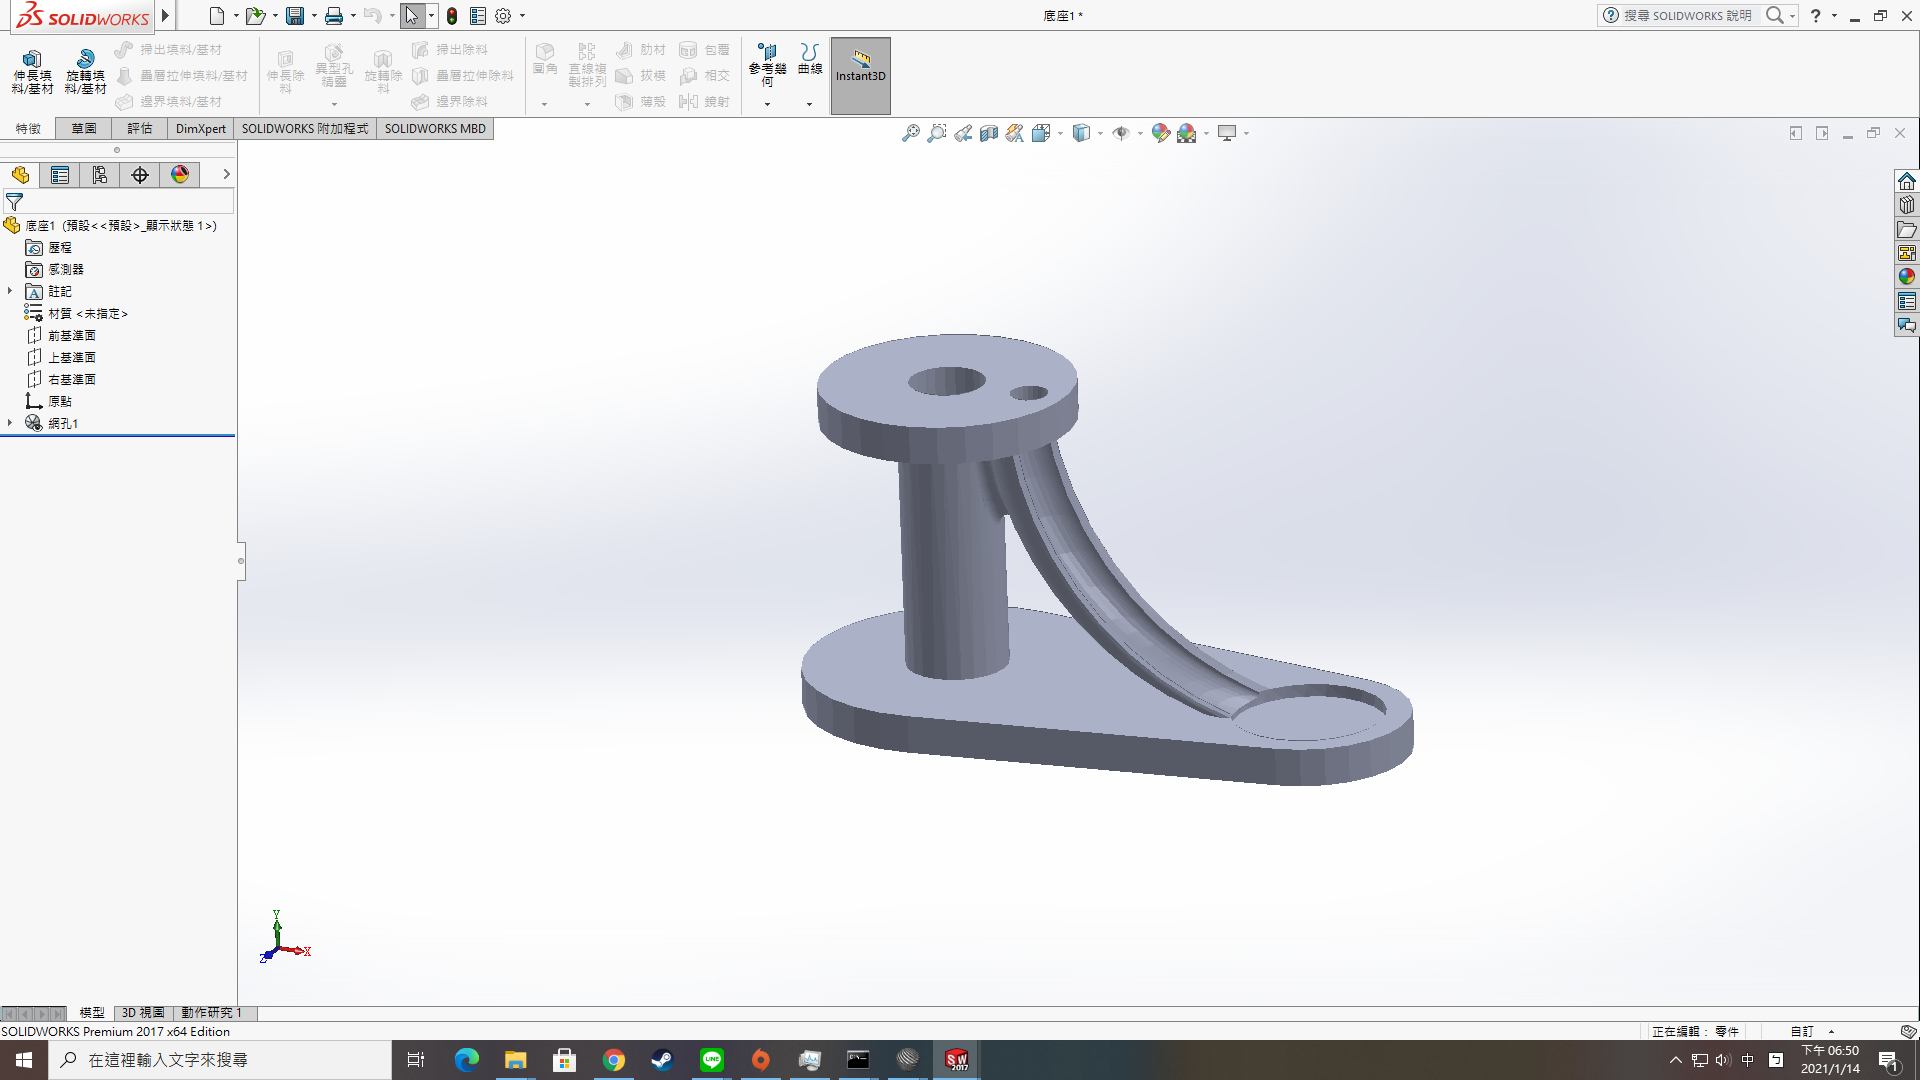 SOLIDWORKS
底座1 *
搜尋 SOLIDWORKS 說明
伸長填料/基材
旋轉填料/基材
掃出填料/基材
疊層拉伸填料/基材
邊界填料/基材
伸長除料
異型孔精靈
旋轉除料
掃出除料
疊層拉伸除料
邊界除料
圓角
直線複製排列
肋材
拔模
薄殼
包覆
相交
鏡射
參考幾何
曲線
Instant3D
特徵
草圖
評估
DimXpert
SOLIDWORKS 附加程式
SOLIDWORKS MBD
底座1 (預設<<預設>_顯示狀態 1>)
歷程
感測器
註記
材質 <未指定>
前基準面
上基準面
右基準面
原點
網孔1
Y
X
Z
模型
3D 視圖
動作研究 1
SOLIDWORKS Premium 2017 x64 Edition
正在編輯： 零件
自訂
在這裡輸入文字來搜尋
LINE
SW
2017
中
下午 06:50
2021/1/14
1